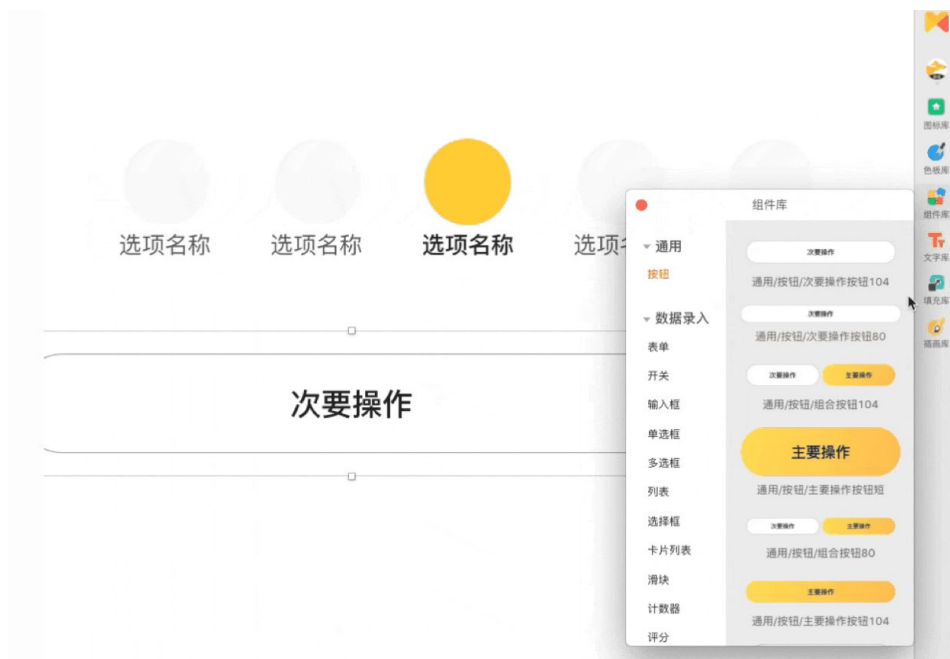 选项名称
选项名称
选项名称
选项
次要操作
组件库
通用
按钮
数据录入
表单
开关
输入框
单选框
多选框
列表
选择框
卡片列表
滑块
计数器
评分
次要操作
通用/按钮/次要操作按钮104
次要操作
通用/按钮/次要操作按钮80
次要操作 主要操作
通用/按钮/组合按钮104
主要操作
通用/按钮/主要操作按钮短
次要操作 主要操作
通用/按钮/组合按钮80
主要操作
通用/按钮/主要操作按钮104
图标库
色板库
组件库
文字库
填充库
插画库